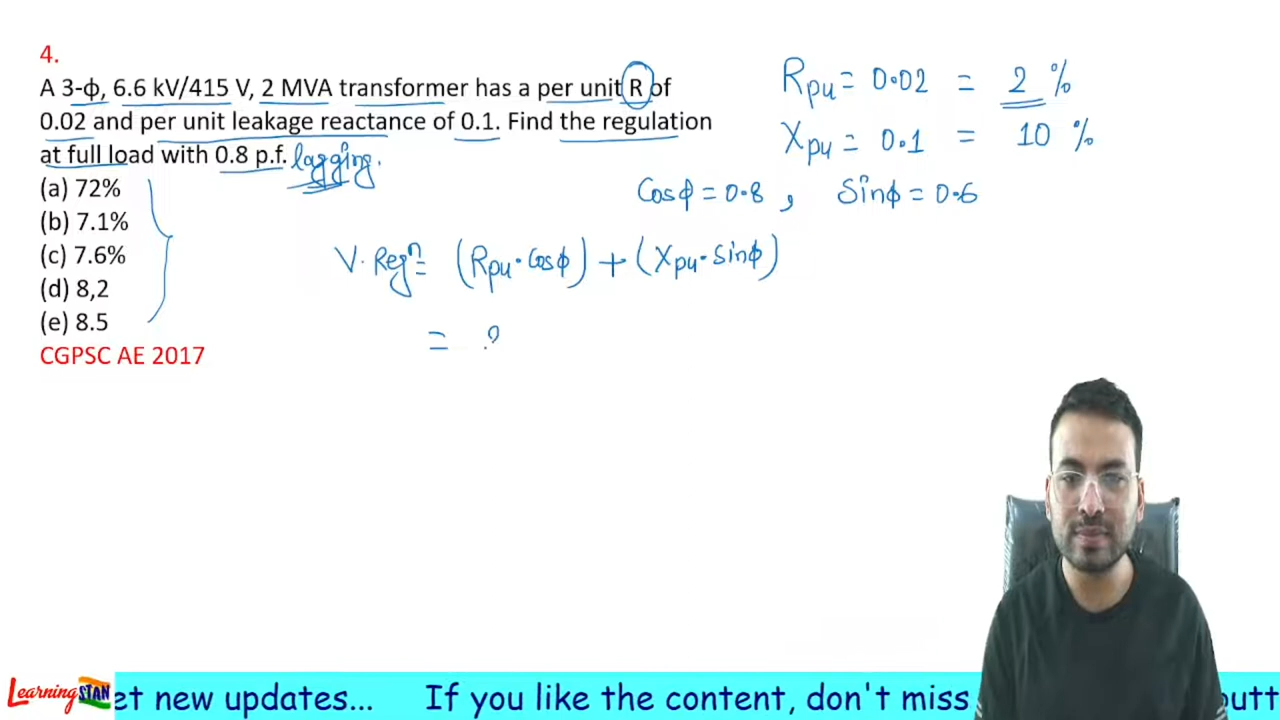 4.
A 3-ϕ, 6.6 kV/415 V, 2 MVA transformer has a per unit R of
0.02 and per unit leakage reactance of 0.1. Find the regulation
at full load with 0.8 p.f. lagging.
(a) 72%
(b) 7.1%
(c) 7.6%
(d) 8,2
(e) 8.5
CGPSC AE 2017
Rpu = 0.02 = 2 %
Xpu = 0.1 = 10 %
Cosϕ = 0.8 , Sinϕ = 0.6
V. Regⁿ = (Rpu · Cosϕ) + (Xpu · Sinϕ)
=
LearningSTAN
et new updates... If you like the content, don't miss
utt